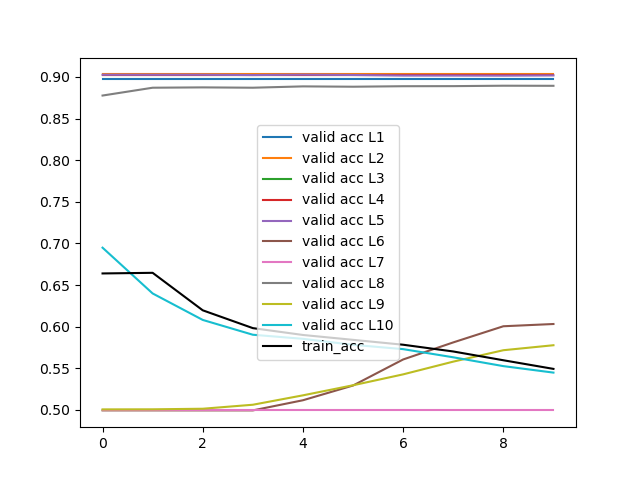 0.90
0.85
0.80
0.75
0.70
0.65
0.60
0.55
0.50
0 2 4 6 8
valid acc L1
valid acc L2
valid acc L3
valid acc L4
valid acc L5
valid acc L6
valid acc L7
valid acc L8
valid acc L9
valid acc L10
train_acc